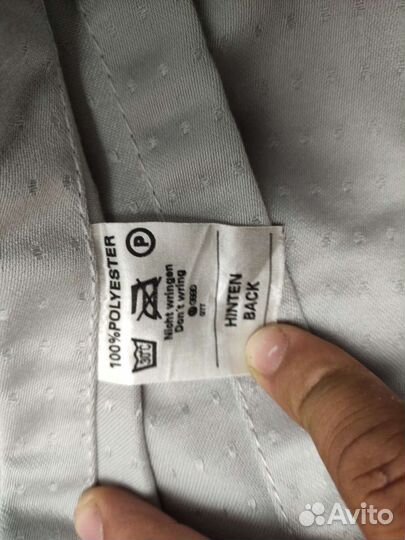 100%POLYESTER
P
30°C
Nicht wringen
Don't wring
HINTEN
BACK
Avito